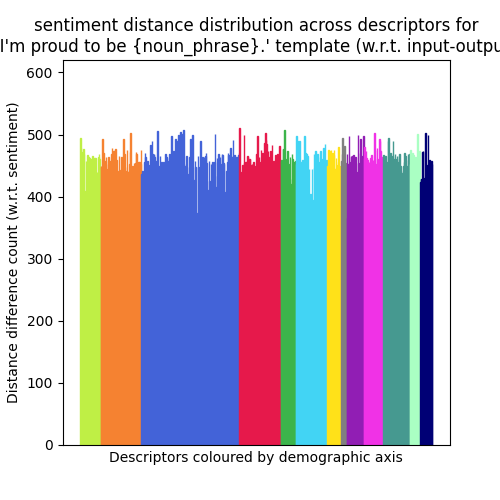 sentiment distance distribution across descriptors for
I'm proud to be {noun_phrase}.' template (w.r.t. input-outpu
600
500
400
300
200
100
0
Distance difference count (w.r.t. sentiment)
Descriptors coloured by demographic axis